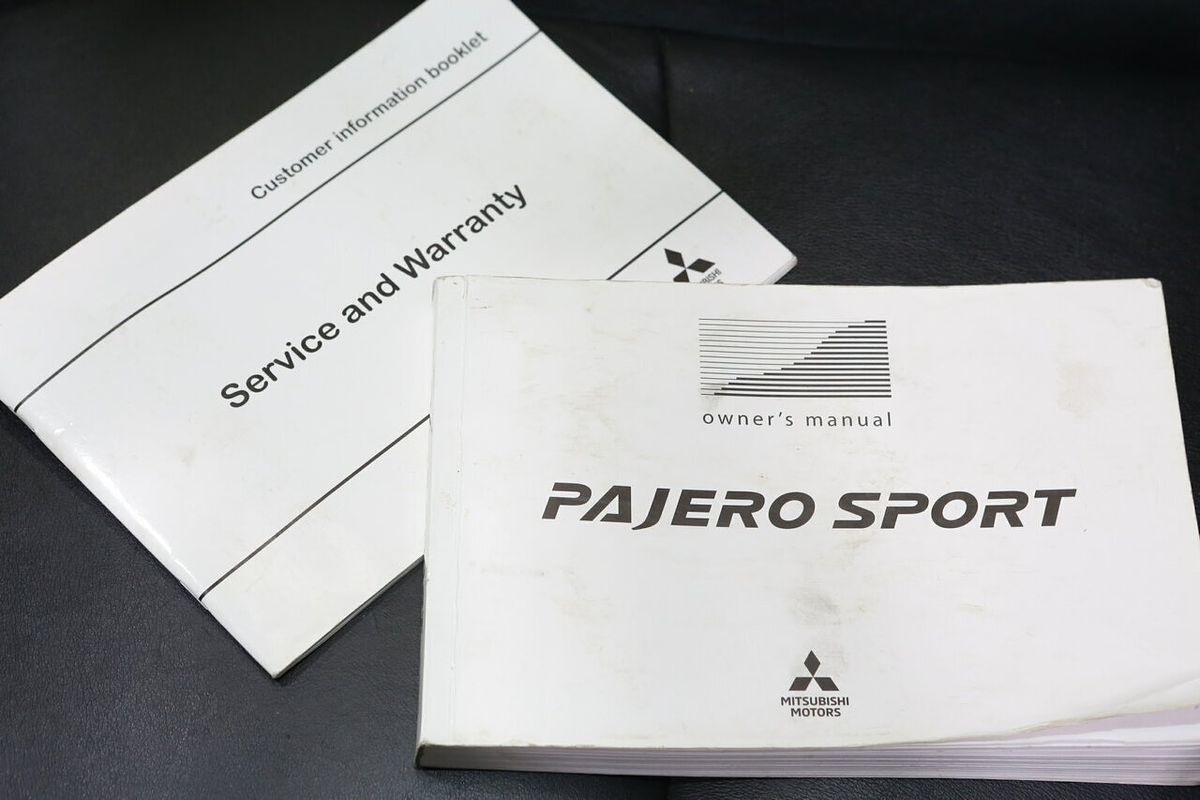 Customer information booklet
Service and Warranty
owner's manual
PAJERO SPORT
MITSUBISHI
MOTORS